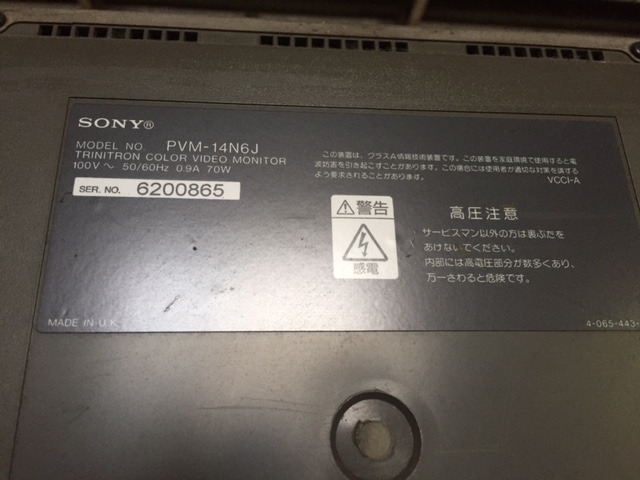 SONY®
MODEL NO. PVM-14N6J
TRINITRON COLOR VIDEO MONITOR
100V ～ 50/60Hz 0.9A 70W
SER. NO. 6200865
この装置は、クラスA情報技術装置です。この装置を家庭環境で使用すると電
波妨害を引き起こすことがあります。この場合には使用者が適切な対策を講ずる
よう要求されることがあります。
VCCI-A
⚠警告
感電
高圧注意
サービスマン以外の方は裏ぶたを
あけないでください。
内部には高電圧部分が数多くあり、
万一さわると危険です。
MADE IN U.K.
4-065-443-